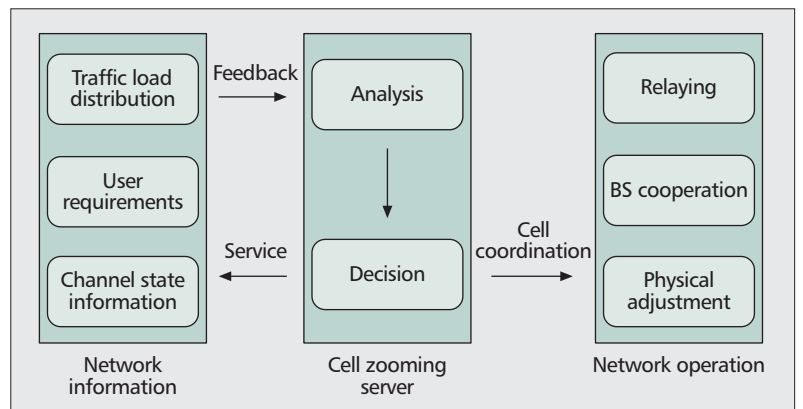 Traffic load
distribution
User
requirements
Channel state
information
Network
information
Feedback
Service
Analysis
Decision
Cell zooming
server
Cell
coordination
Relaying
BS cooperation
Physical
adjustment
Network operation